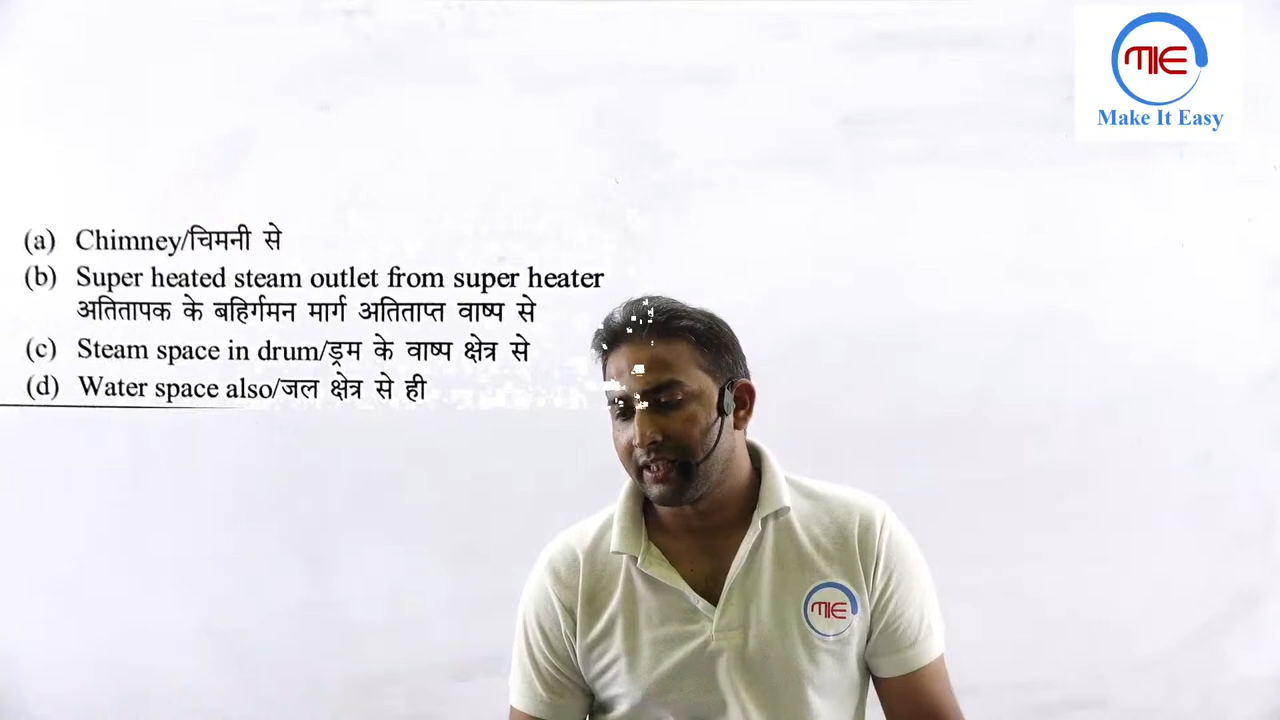 MIE
Make It Easy
(a) Chimney/चिमनी से
(b) Super heated steam outlet from super heater
अतितापक के बहिर्गमन मार्ग अतिताप्त वाष्प से
(c) Steam space in drum/ड्रम के वाष्प क्षेत्र से
(d) Water space also/जल क्षेत्र से ही
MIE